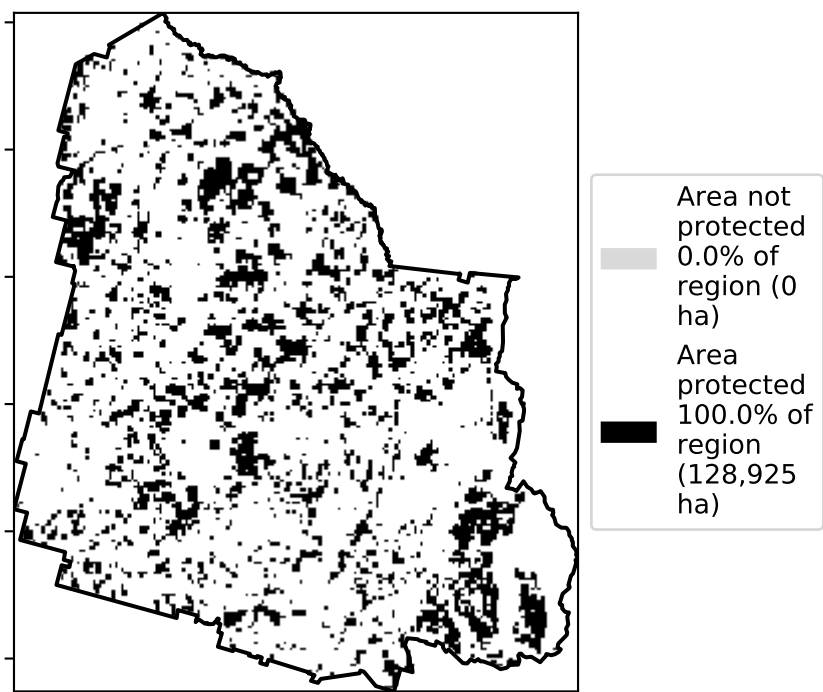 Area not
protected
0.0% of
region (0
ha)
Area
protected
100.0% of
region
(128,925
ha)